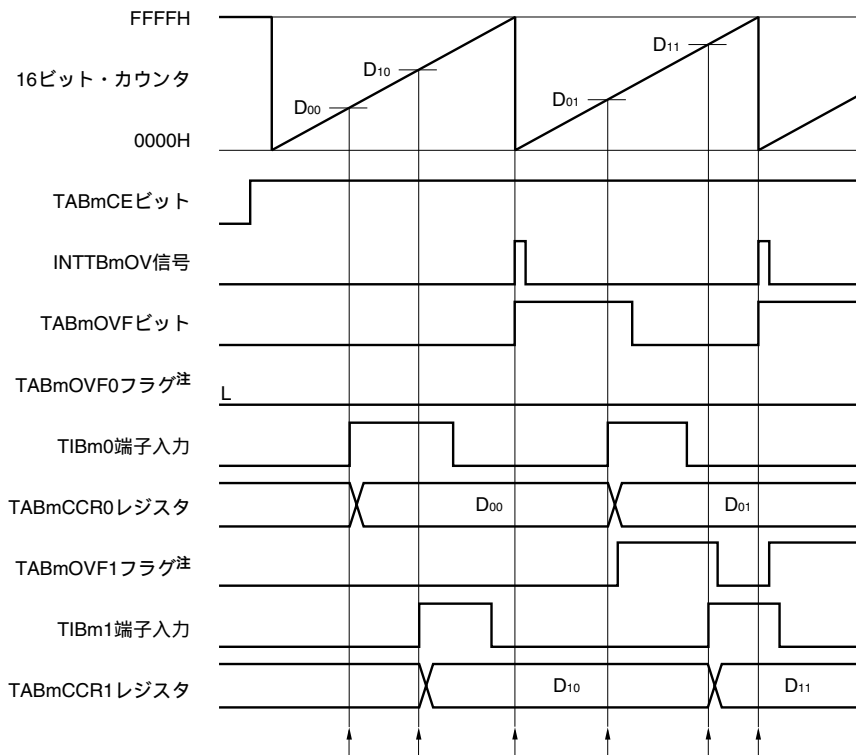 FFFFH
16ビット・カウンタ
D10
D11
D00
D01
0000H
TABmCEビット
INTTBmOV信号
TABmOVFビット
TABmOVF0フラグ注
L
TIBm0端子入力
TABmCCR0レジスタ
D00
D01
TABmOVF1フラグ注
TIBm1端子入力
TABmCCR1レジスタ
D10
D11